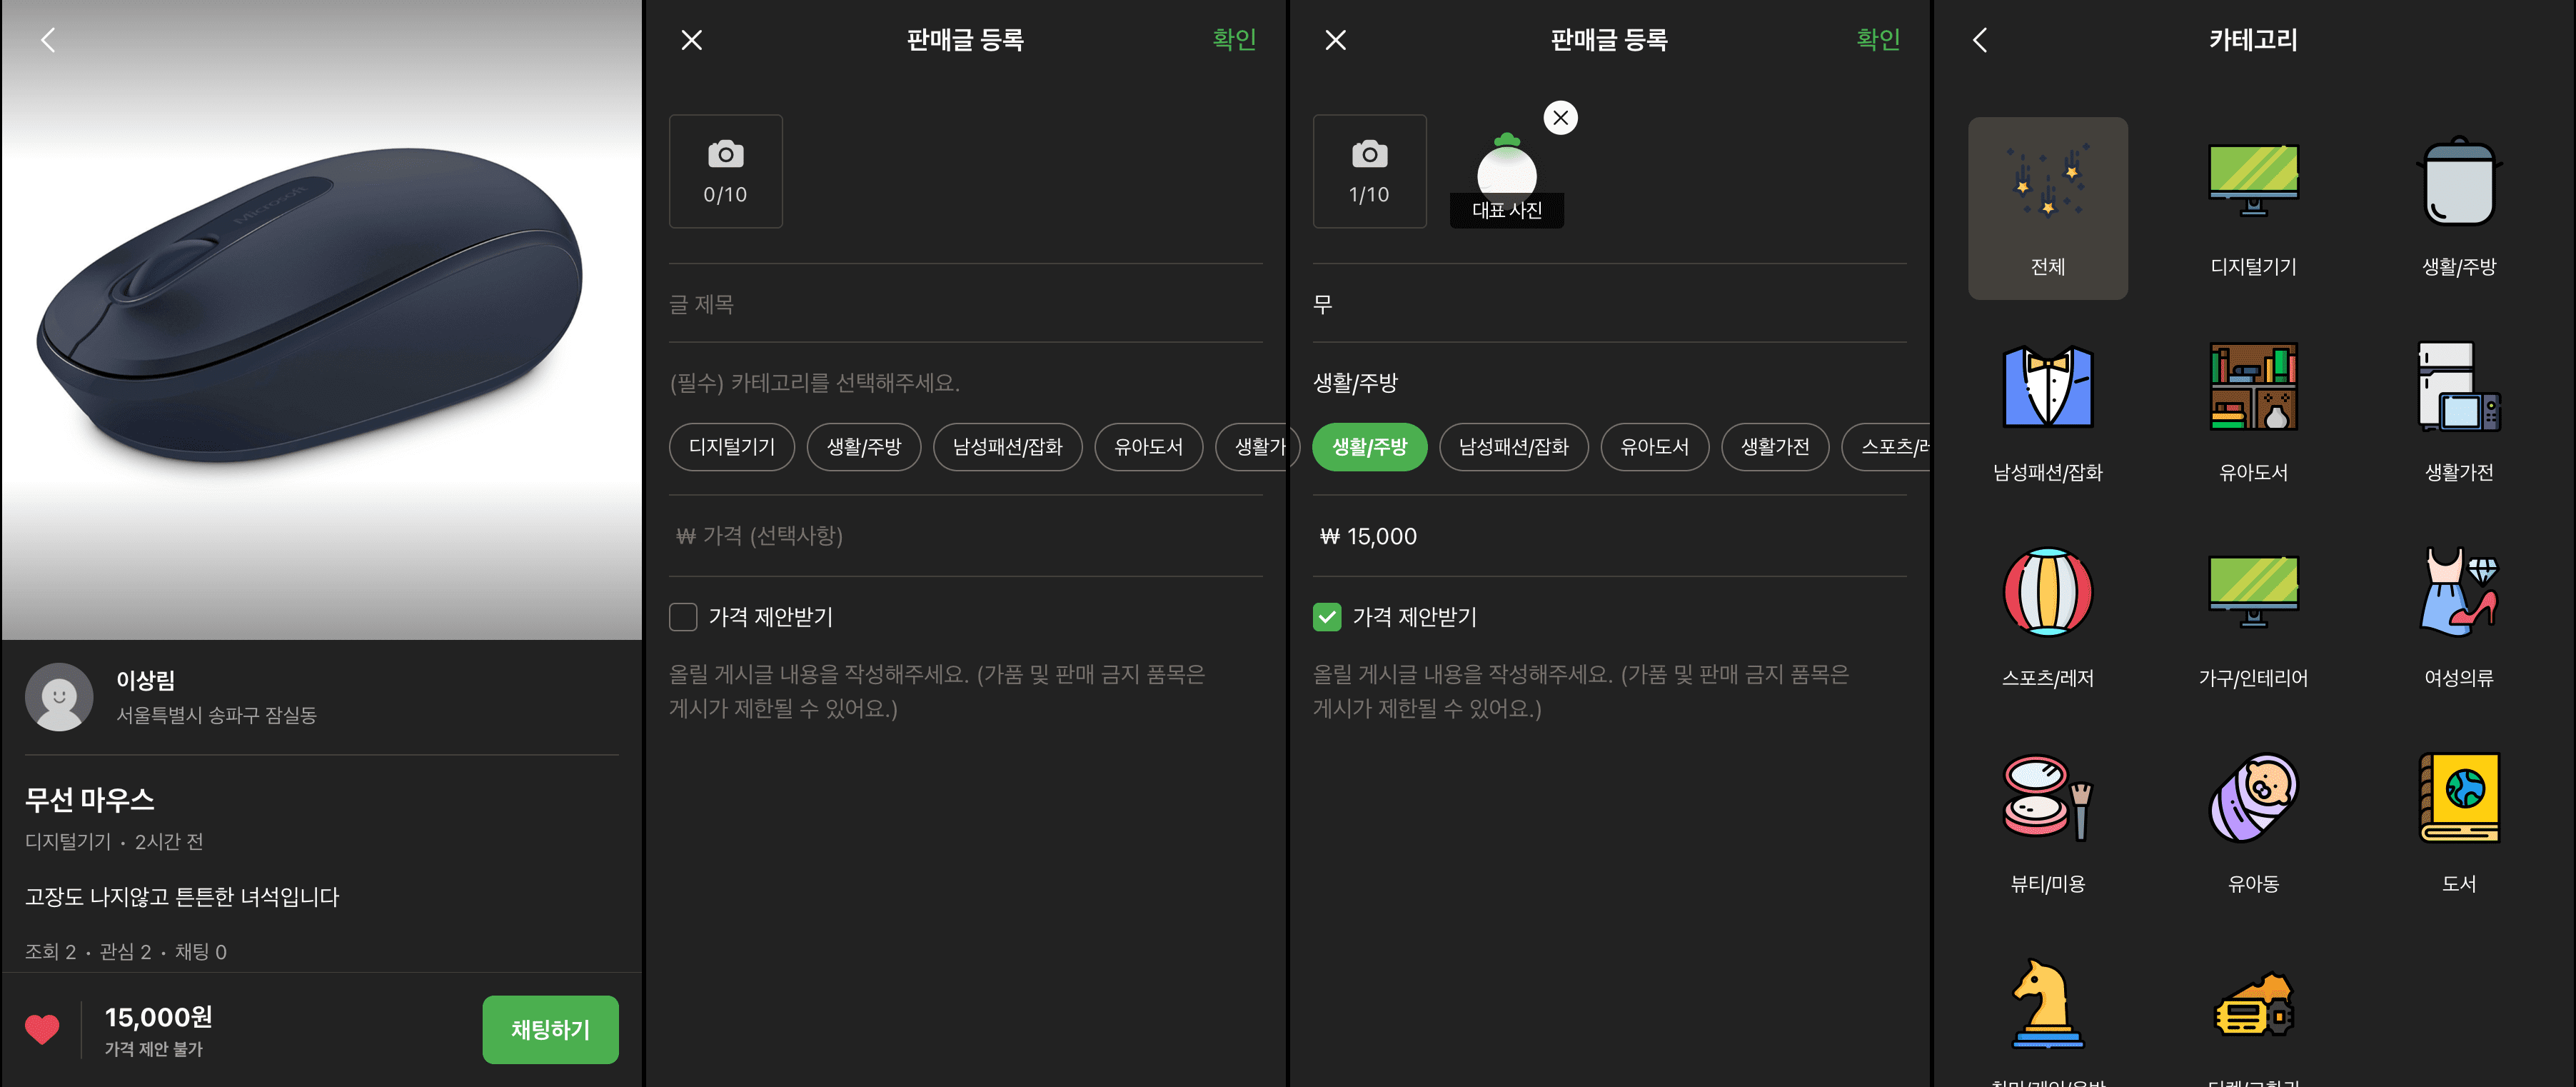 Microsoft
이상림
서울특별시 송파구 잠실동
무선 마우스
디지털기기 · 2시간 전
고장도 나지않고 튼튼한 녀석입니다
조회 2 · 관심 2 · 채팅 0
15,000원
가격 제안 불가
채팅하기
판매글 등록
확인
0/10
글 제목
(필수) 카테고리를 선택해주세요.
디지털기기
생활/주방
남성패션/잡화
유아도서
생활가
₩ 가격 (선택사항)
가격 제안받기
올릴 게시글 내용을 작성해주세요. (가품 및 판매 금지 품목은
게시가 제한될 수 있어요.)
판매글 등록
확인
1/10
대표 사진
무
생활/주방
생활/주방
남성패션/잡화
유아도서
생활가전
스포츠/레
₩ 15,000
가격 제안받기
올릴 게시글 내용을 작성해주세요. (가품 및 판매 금지 품목은
게시가 제한될 수 있어요.)
카테고리
전체
디지털기기
생활/주방
남성패션/잡화
유아도서
생활가전
스포츠/레저
가구/인테리어
여성의류
뷰티/미용
유아동
도서